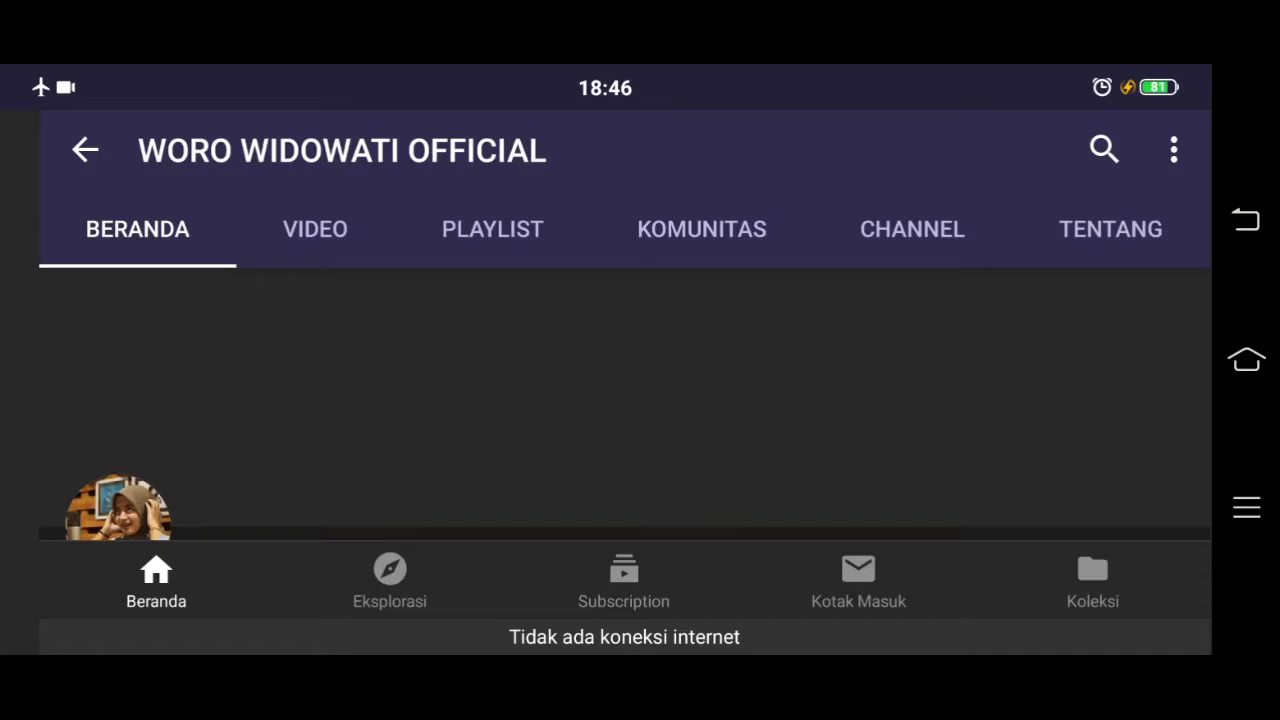 18:46
81
WORO WIDOWATI OFFICIAL
BERANDA VIDEO PLAYLIST KOMUNITAS CHANNEL TENTANG
Beranda Eksplorasi Subscription Kotak Masuk Koleksi
Tidak ada koneksi internet